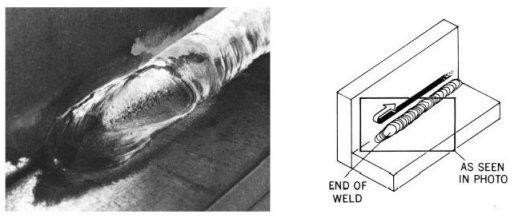 END OF
WELD
AS SEEN
IN PHOTO